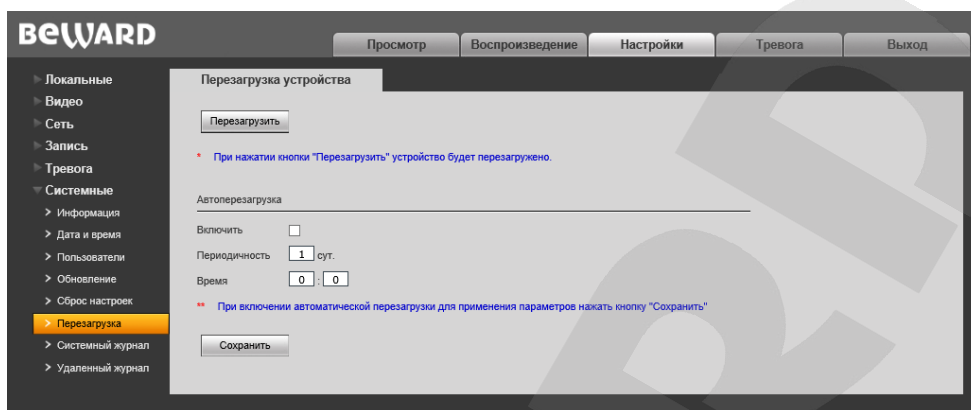 BEWARD
Просмотр
Воспроизведение
Настройки
Тревога
Выход
Локальные
Видео
Сеть
Запись
Тревога
Системные
Информация
Дата и время
Пользователи
Обновление
Сброс настроек
Перезагрузка
Системный журнал
Удаленный журнал
Перезагрузка устройства
Перезагрузить
* При нажатии кнопки "Перезагрузить" устройство будет перезагружено.
Автоперезагрузка
Включить
Периодичность 1 сут.
Время 0 : 0
** При включении автоматической перезагрузки для применения параметров нажать кнопку "Сохранить"
Сохранить